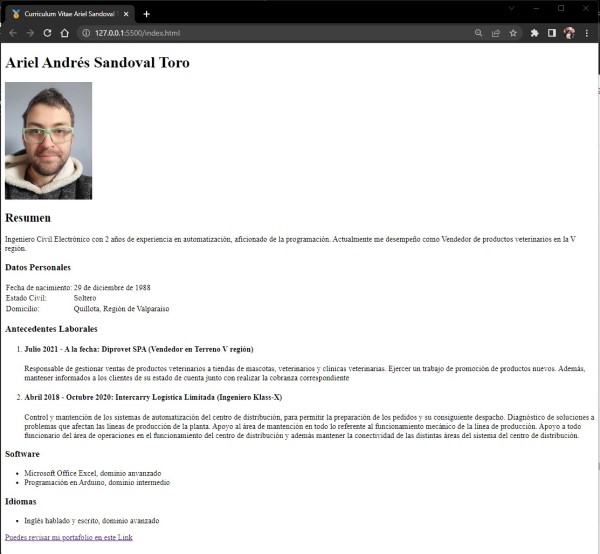 Curriculum Vitae Ariel Sandoval
127.0.0.1:5500/index.html
Ariel Andrés Sandoval Toro
Resumen
Ingeniero Civil Electrónico con 2 años de experiencia en automatización, aficionado de la programación. Actualmente me desempeño como Vendedor de productos veterinarios en la V
región.
Datos Personales
Fecha de nacimiento: 29 de diciembre de 1988
Estado Civil: Soltero
Domicilio: Quillota, Región de Valparaíso
Antecedentes Laborales
1. Julio 2021 - A la fecha: Diprovet SPA (Vendedor en Terreno V región)
Responsable de gestionar ventas de productos veterinarios a tiendas de mascotas, veterinarios y clínicas veterinarias. Ejercer un trabajo de promoción de productos nuevos. Además,
mantener informados a los clientes de su estado de cuenta junto con realizar la cobranza correspondiente
2. Abril 2018 - Octubre 2020: Intercarry Logística Limitada (Ingeniero Klass-X)
Control y mantención de los sistemas de automatización del centro de distribución, para permitir la preparación de los pedidos y su consiguiente despacho. Diagnóstico de soluciones a
problemas que afectan las líneas de producción de la planta. Apoyo al área de mantención en todo lo referente al funcionamiento mecánico de la línea de producción. Apoyo a todo
funcionario del área de operaciones en el funcionamiento del centro de distribución y además mantener la conectividad de las distintas áreas del sistema del centro de distribución.
Software
• Microsoft Office Excel, dominio anvanzado
• Programación en Arduino, dominio intermedio
Idiomas
• Inglés hablado y escrito, dominio avanzado
Puedes revisar mi portafolio en este Link